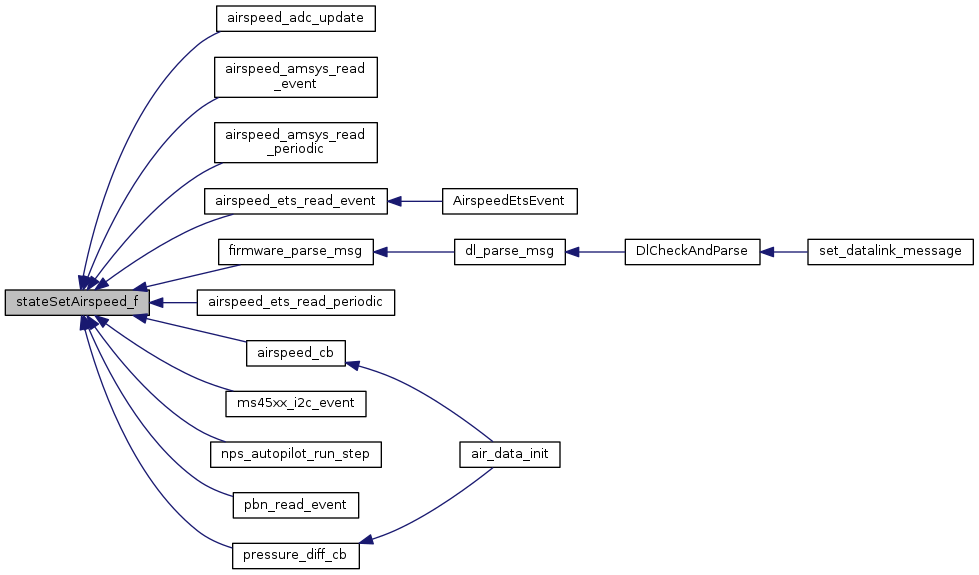 airspeed_adc_update
airspeed_amsys_read
_event
airspeed_amsys_read
_periodic
airspeed_ets_read_event
AirspeedEtsEvent
firmware_parse_msg
dl_parse_msg
DlCheckAndParse
set_datalink_message
stateSetAirspeed_f
airspeed_ets_read_periodic
airspeed_cb
ms45xx_i2c_event
nps_autopilot_run_step
air_data_init
pbn_read_event
pressure_diff_cb